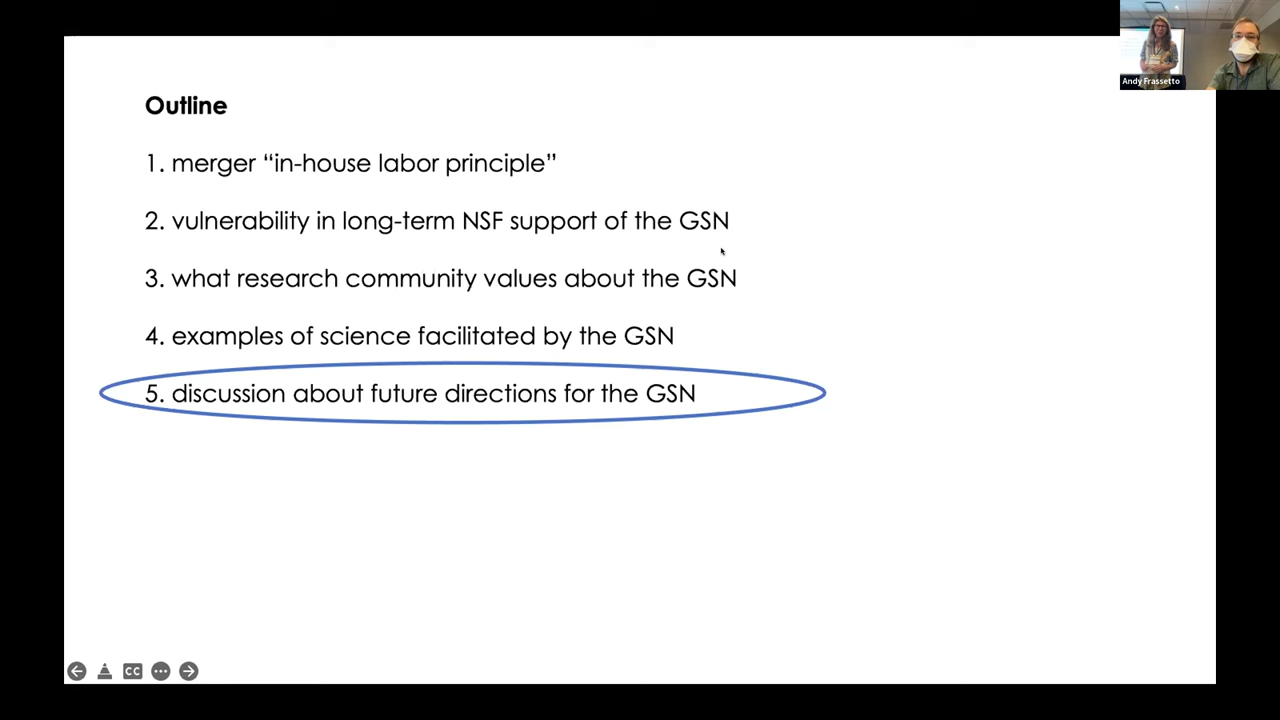 Andy Frassetto
Outline
1. merger “in-house labor principle”
2. vulnerability in long-term NSF support of the GSN
3. what research community values about the GSN
4. examples of science facilitated by the GSN
5. discussion about future directions for the GSN
CC